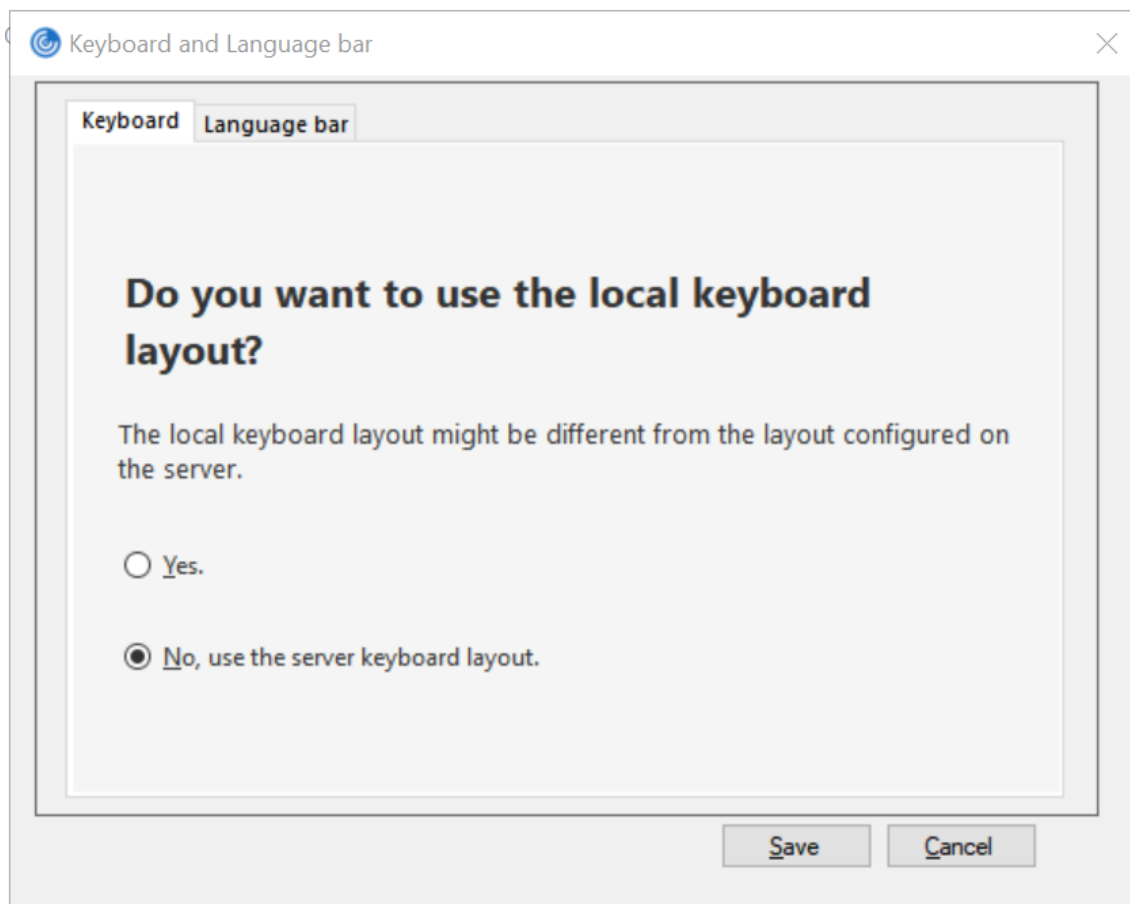 Keyboard and Language bar
Keyboard Language bar
Do you want to use the local keyboard
layout?
The local keyboard layout might be different from the layout configured on
the server.
Yes.
No, use the server keyboard layout.
Save Cancel